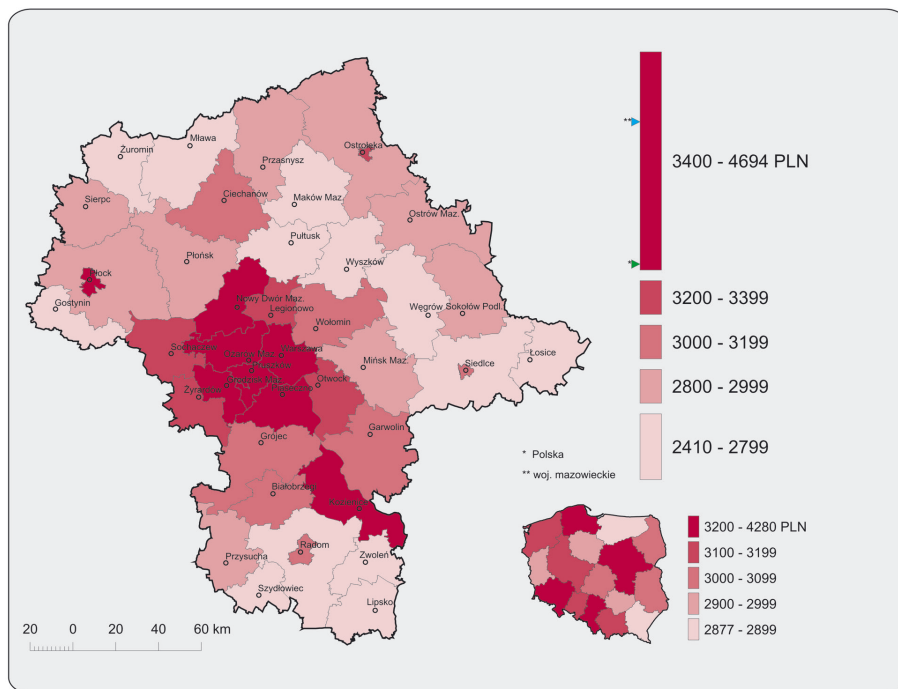 Mława
Żuromin
Ostrołęka
Przasnysz
Ciechanów
Maków Maz.
Sierpc
Ostrów Maz.
Pułtusk
Płońsk
Wyszków
Płock
Nowy Dwór Maz.
Gostynin
Legionowo
Węgrów
Sokołów Podl.
Wołomin
Warszawa
Mińsk Maz.
Siedlce
Łosice
Otwock
Garwolin
Grójec
Białobrzegi
Kozienice
Radom
Przysucha
Zwoleń
Szydłowiec
Lipsko
20 0 20 40 60 km
**
3400 - 4694 PLN
*
3200 - 3399
3000 - 3199
2800 - 2999
2410 - 2799
* Polska
** woj. mazowieckie
3200 - 4280 PLN
3100 - 3199
3000 - 3099
2900 - 2999
2877 - 2899